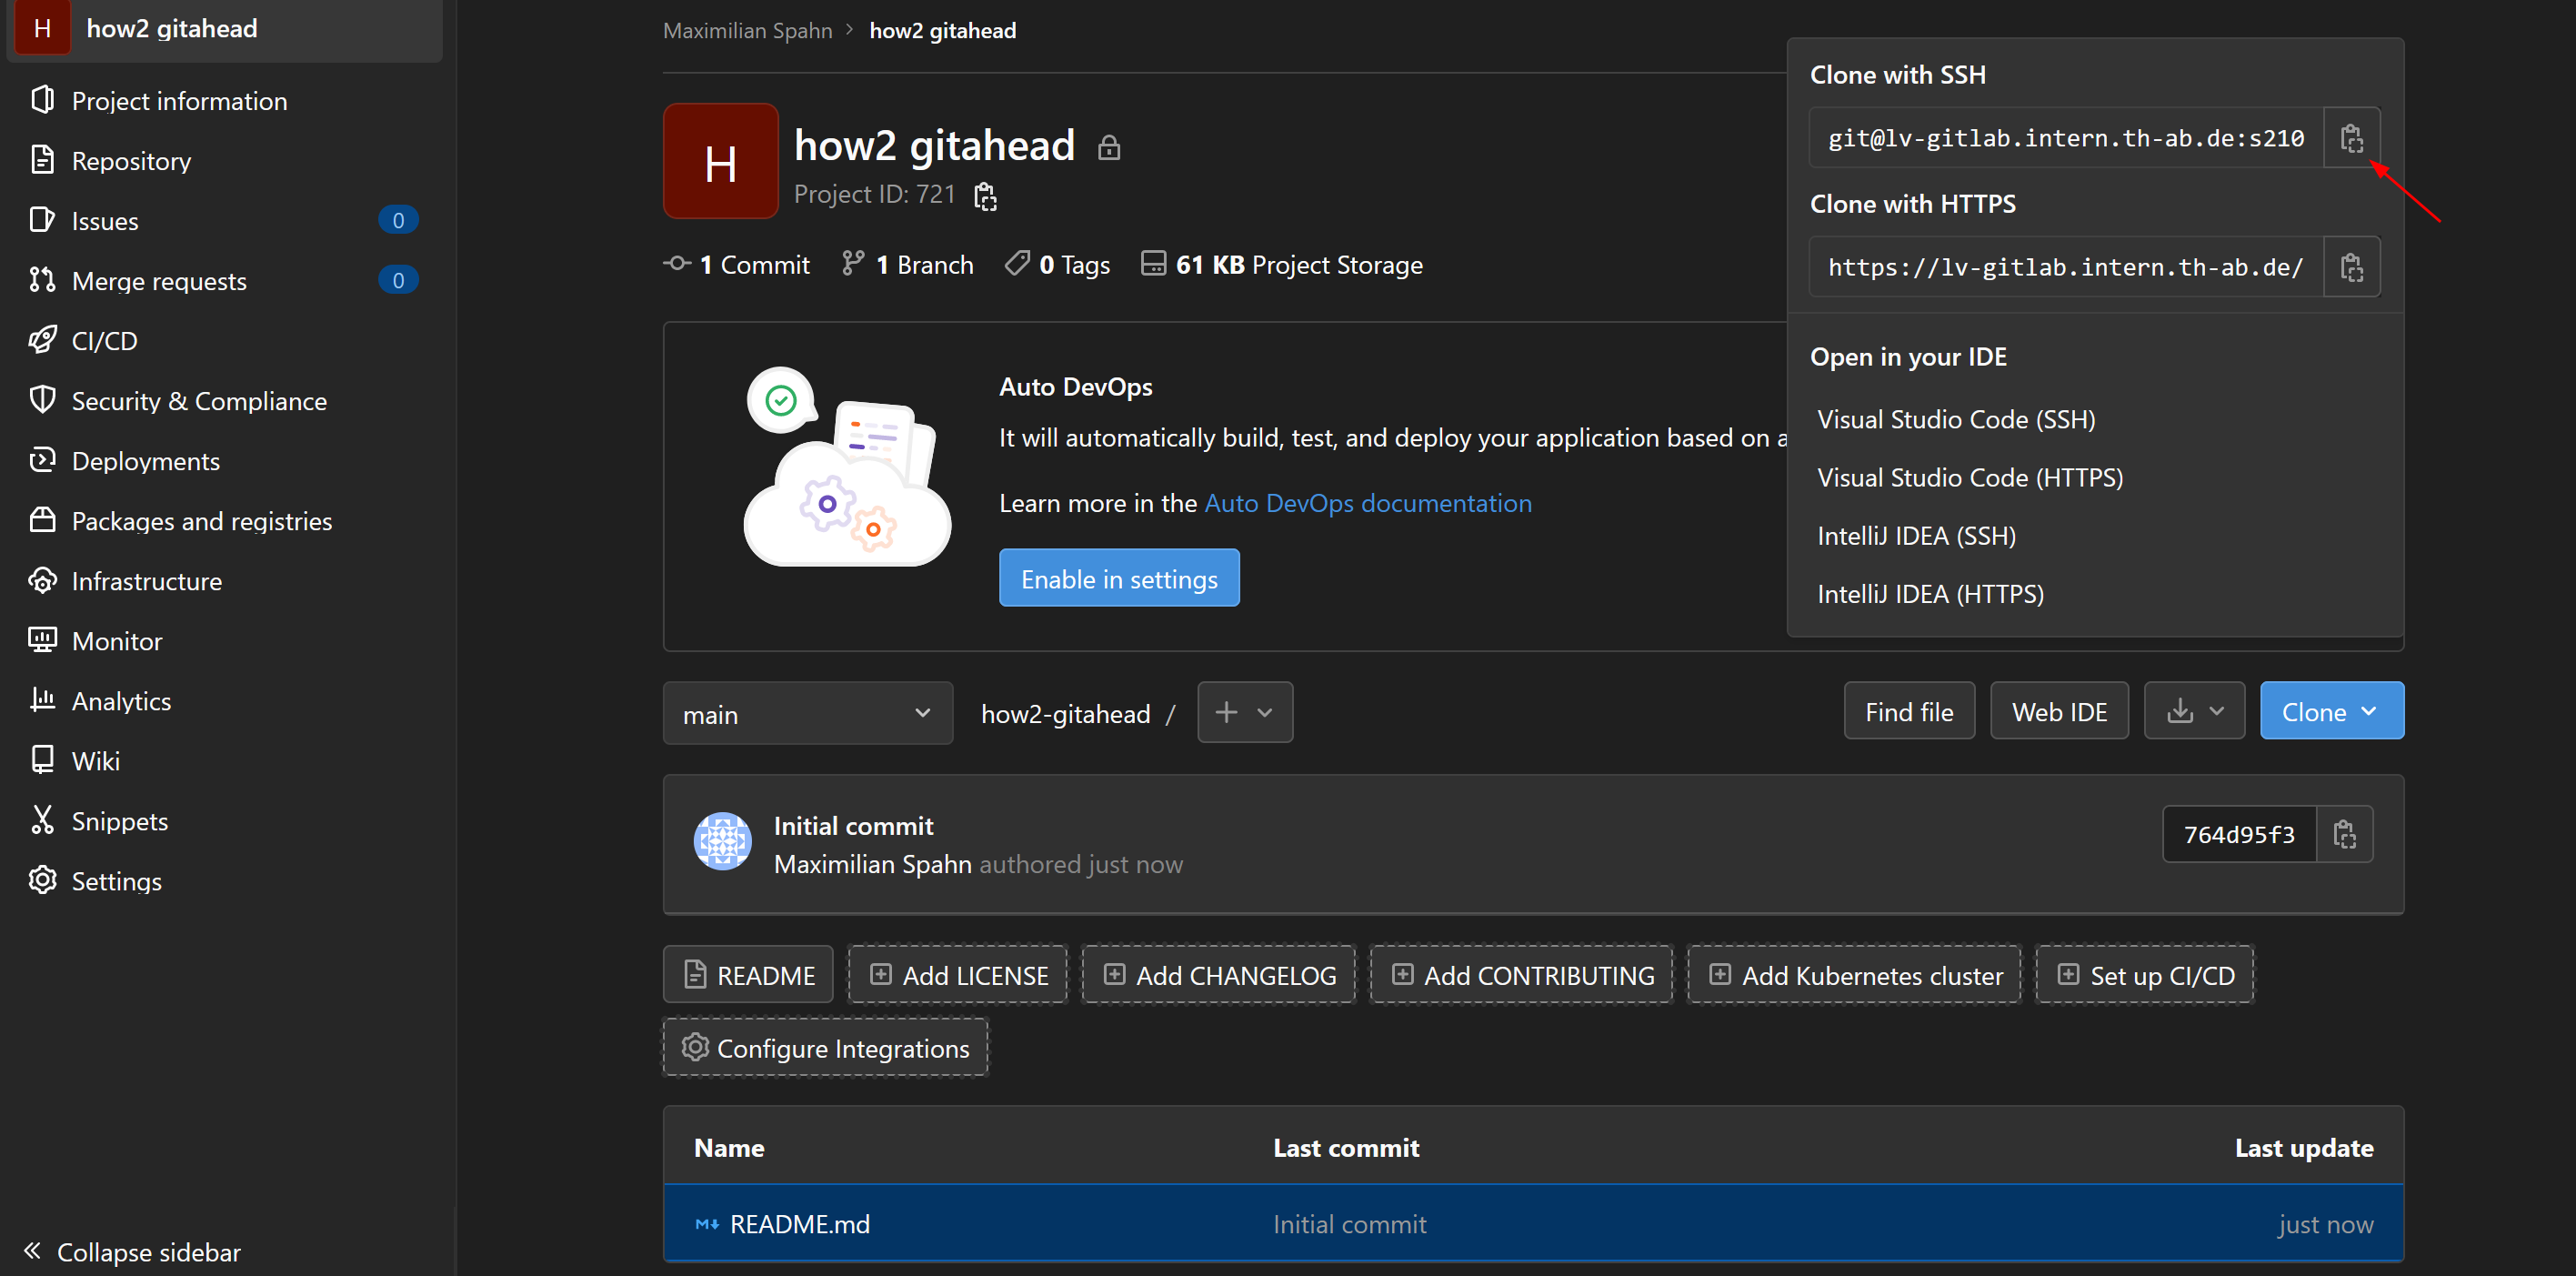 H how2 gitahead
Project information
Repository
Issues 0
Merge requests 0
CI/CD
Security & Compliance
Deployments
Packages and registries
Infrastructure
Monitor
Analytics
Wiki
Snippets
Settings
Collapse sidebar
Maximilian Spahn how2 gitahead
H
how2 gitahead
Project ID: 721
1 Commit 1 Branch 0 Tags 61 KB Project Storage
Auto DevOps
It will automatically build, test, and deploy your application based on a
Learn more in the Auto DevOps documentation
Enable in settings
Clone with SSH
git@lv-gitlab.intern.th-ab.de:s210
Clone with HTTPS
https://lv-gitlab.intern.th-ab.de/
Open in your IDE
Visual Studio Code (SSH)
Visual Studio Code (HTTPS)
IntelliJ IDEA (SSH)
IntelliJ IDEA (HTTPS)
main how2-gitahead / Find file Web IDE Clone
Initial commit
Maximilian Spahn authored just now
764d95f3
README Add LICENSE Add CHANGELOG Add CONTRIBUTING Add Kubernetes cluster Set up CI/CD
Configure Integrations
Name Last commit Last update
README.md Initial commit just now